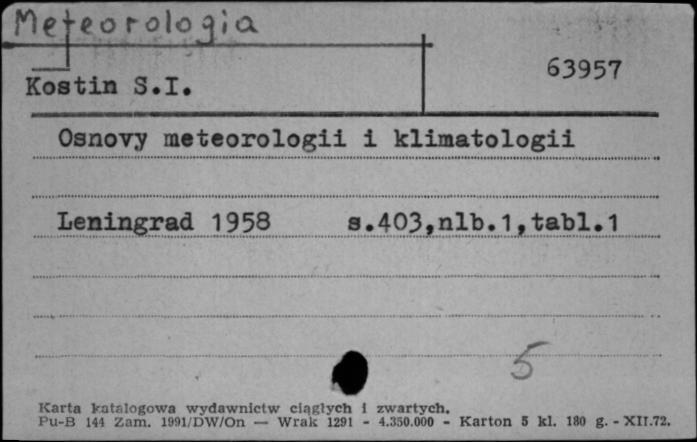 Meteorologia
63957
Kostin S.I.
Osnovy meteorologii i klimatologii
Leningrad 1958 s.403,nlb.1,tabl.1
5
Karta katalogowa wydawnictw ciągłych i zwartych.
Pu-B 144 Zam. 1991/DW/On — Wrak 1291 - 4.350.000 - Karton 5 kl. 180 g. - XII.72.